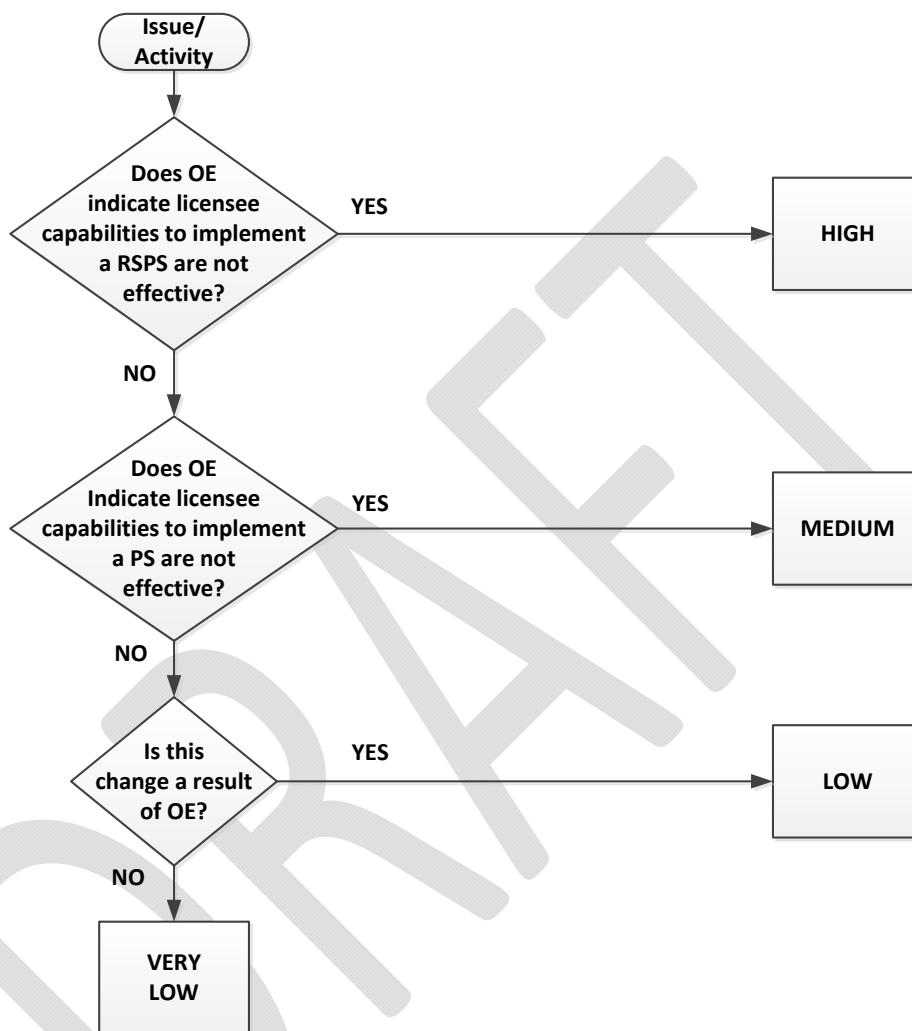 Issue/
Activity
Does OE
indicate licensee
capabilities to implement
a RSPS are not
effective?
YES
HIGH
NO
Does OE
Indicate licensee
capabilities to implement
a PS are not
effective?
YES
MEDIUM
NO
Is this
change a result
of OE?
YES
LOW
NO
VERY
LOW
DRAFT